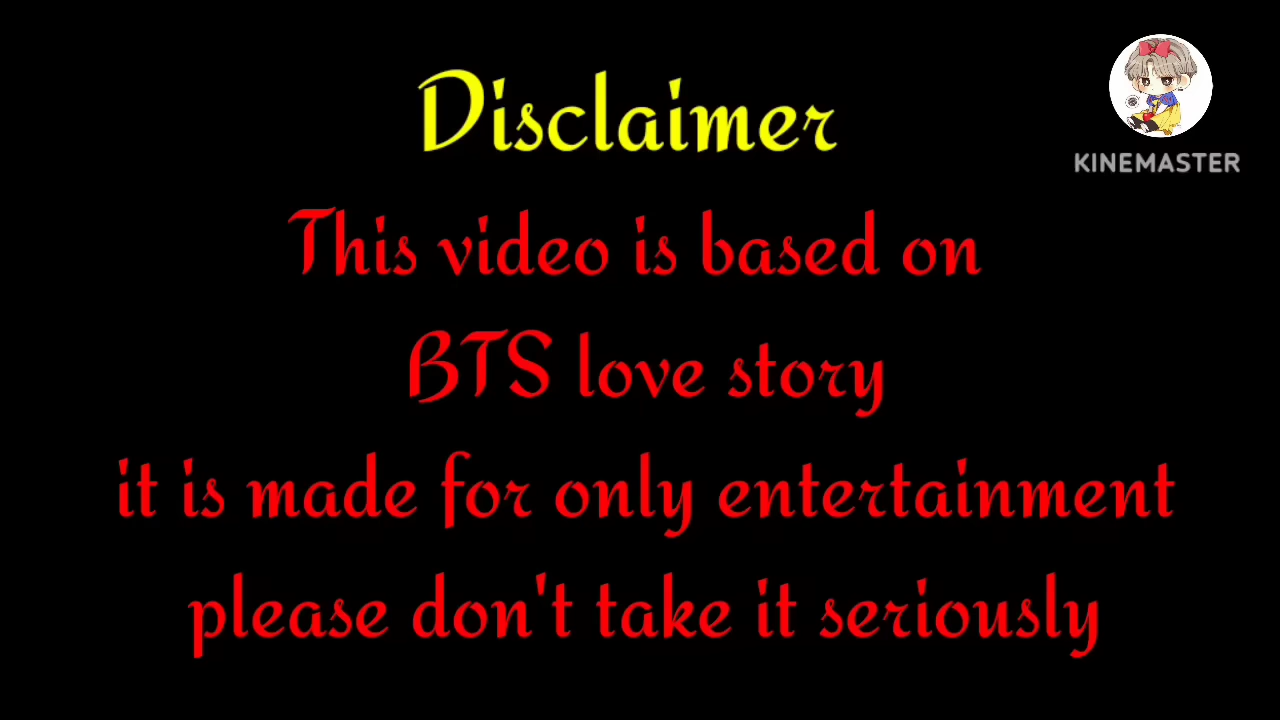 Disclaimer
KINEMASTER
This video is based on
BTS love story
it is made for only entertainment
please don't take it seriously